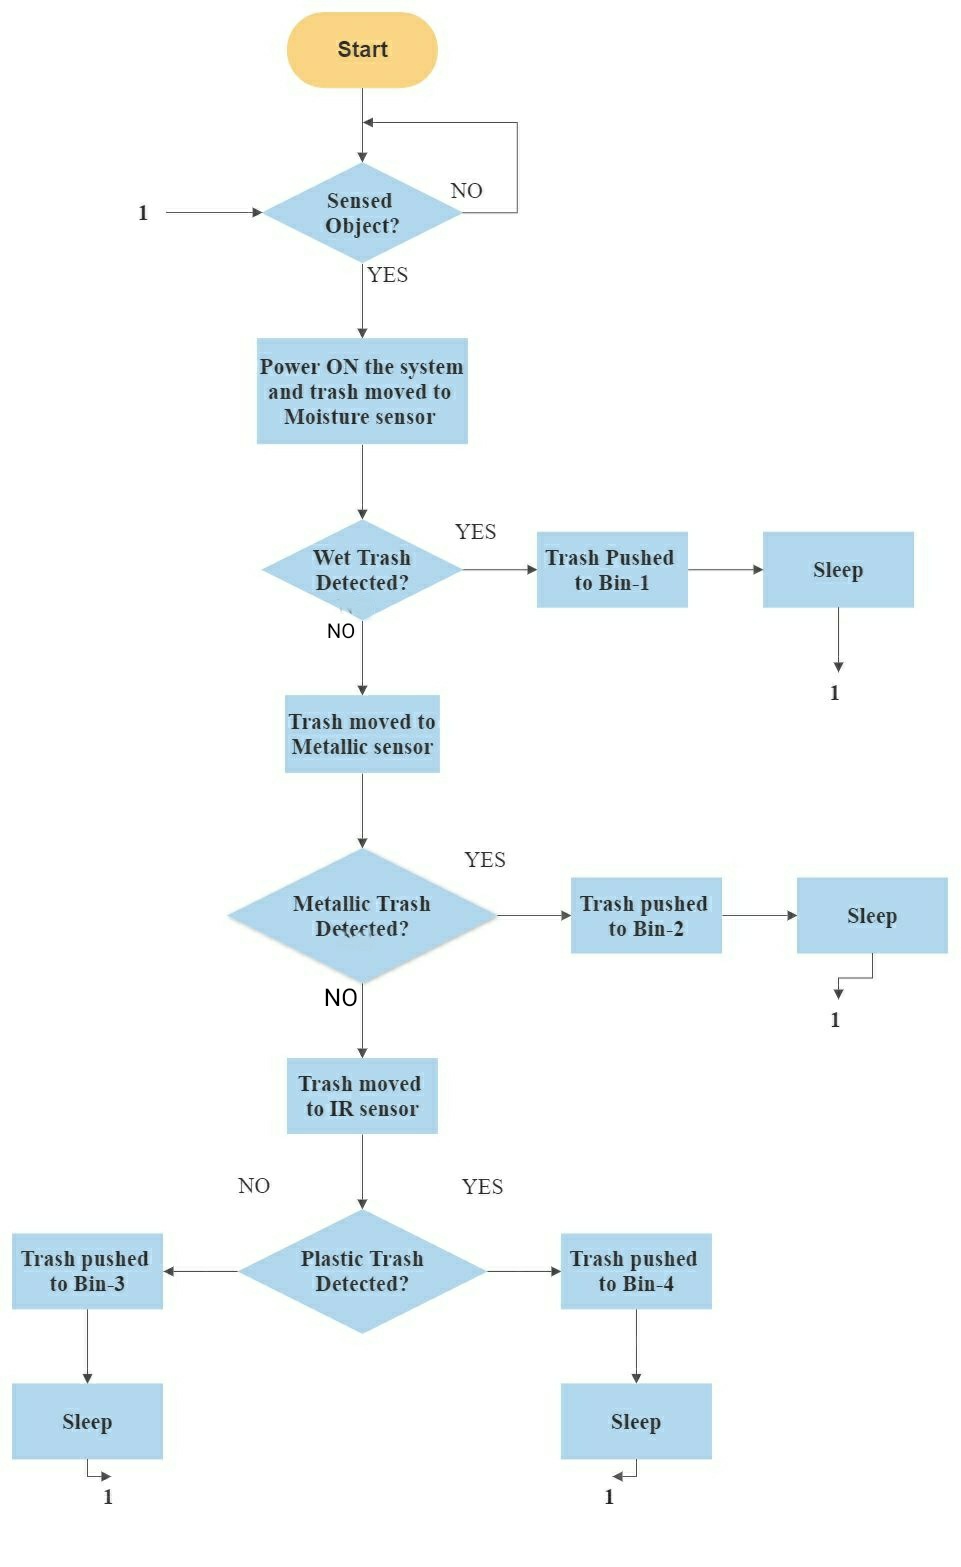 Start
NO
Sensed
Object?
1
YES
Power ON the system
and trash moved to
Moisture sensor
YES
Wet Trash
Detected?
Trash Pushed
to Bin-1
Sleep
NO
1
Trash moved to
Metallic sensor
YES
Metallic Trash
Detected?
Trash pushed
to Bin-2
Sleep
NO
1
Trash moved
to IR sensor
NO
YES
Trash pushed
to Bin-3
Plastic Trash
Detected?
Trash pushed
to Bin-4
Sleep
Sleep
1
1